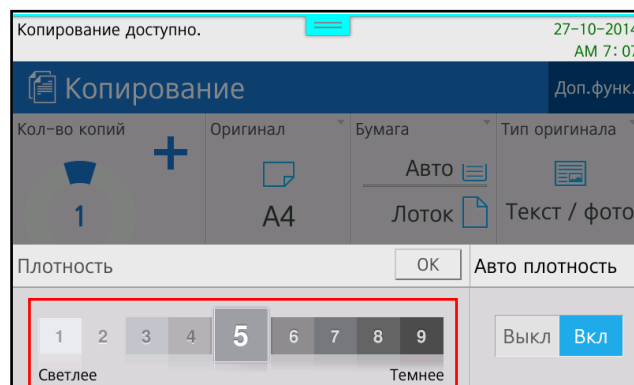 Копирование доступно.
27-10-2014
AM 7: 07
Копирование
Доп.функ.
Кол-во копий
Оригинал
Бумага
Тип оригинала
Авто
1
A4
Лоток
Текст / фото
Плотность
OK
Авто плотность
1 2 3 4 5 6 7 8 9
Выкл Вкл
Светлее
Темнее